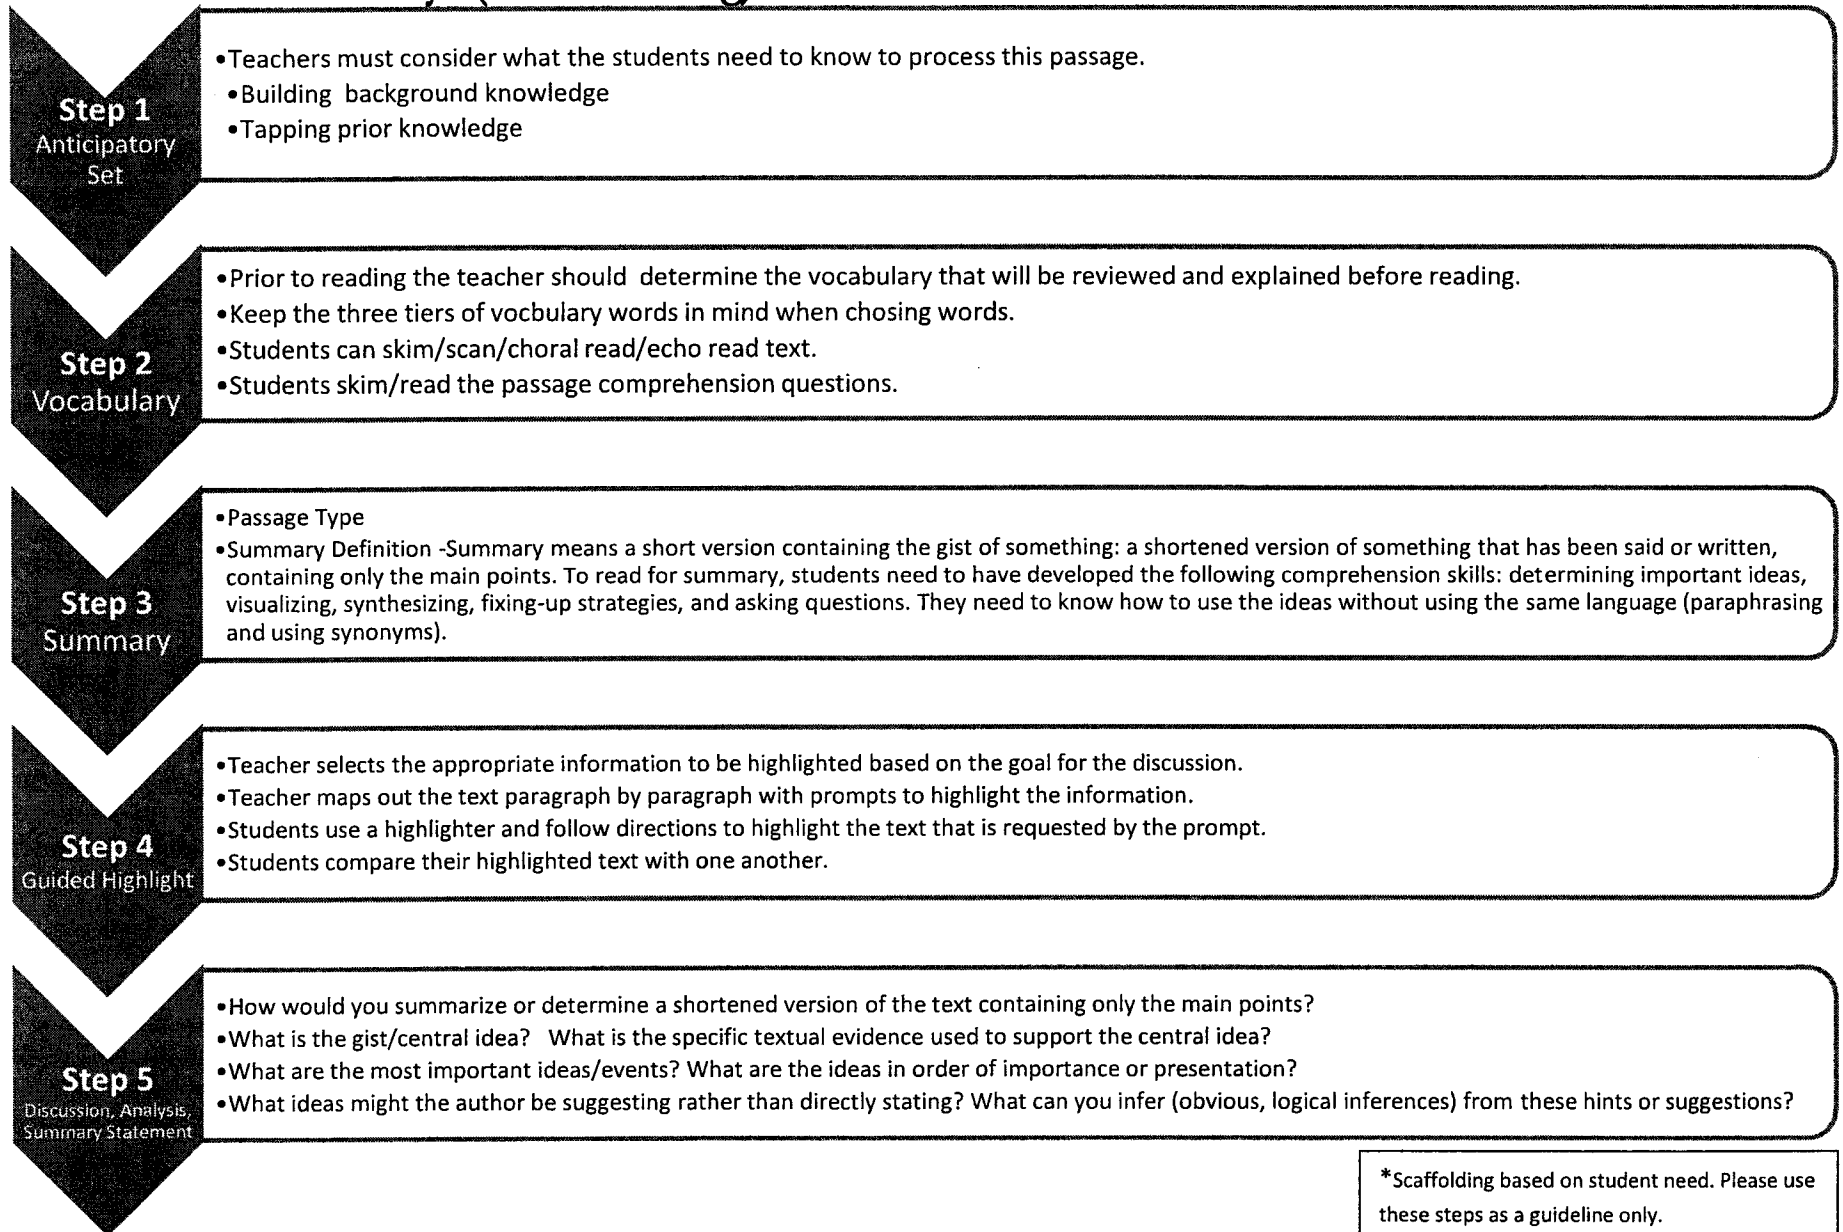 Step 1
Anticipatory
Set
•Teachers must consider what the students need to know to process this passage.
•Building background knowledge
•Tapping prior knowledge
Step 2
Vocabulary
•Prior to reading the teacher should determine the vocabulary that will be reviewed and explained before reading.
•Keep the three tiers of vocbulary words in mind when chosing words.
•Students can skim/scan/choral read/echo read text.
•Students skim/read the passage comprehension questions.
Step 3
Summary
•Passage Type
•Summary Definition -Summary means a short version containing the gist of something: a shortened version of something that has been said or written,
containing only the main points. To read for summary, students need to have developed the following comprehension skills: determining important ideas,
visualizing, synthesizing, fixing-up strategies, and asking questions. They need to know how to use the ideas without using the same language (paraphrasing
and using synonyms).
Step 4
Guided Highlight
•Teacher selects the appropriate information to be highlighted based on the goal for the discussion.
•Teacher maps out the text paragraph by paragraph with prompts to highlight the information.
•Students use a highlighter and follow directions to highlight the text that is requested by the prompt.
•Students compare their highlighted text with one another.
Step 5
Discussion, Analysis,
Summary Statement
•How would you summarize or determine a shortened version of the text containing only the main points?
•What is the gist/central idea? What is the specific textual evidence used to support the central idea?
•What are the most important ideas/events? What are the ideas in order of importance or presentation?
•What ideas might the author be suggesting rather than directly stating? What can you infer (obvious, logical inferences) from these hints or suggestions?
*Scaffolding based on student need. Please use
these steps as a guideline only.